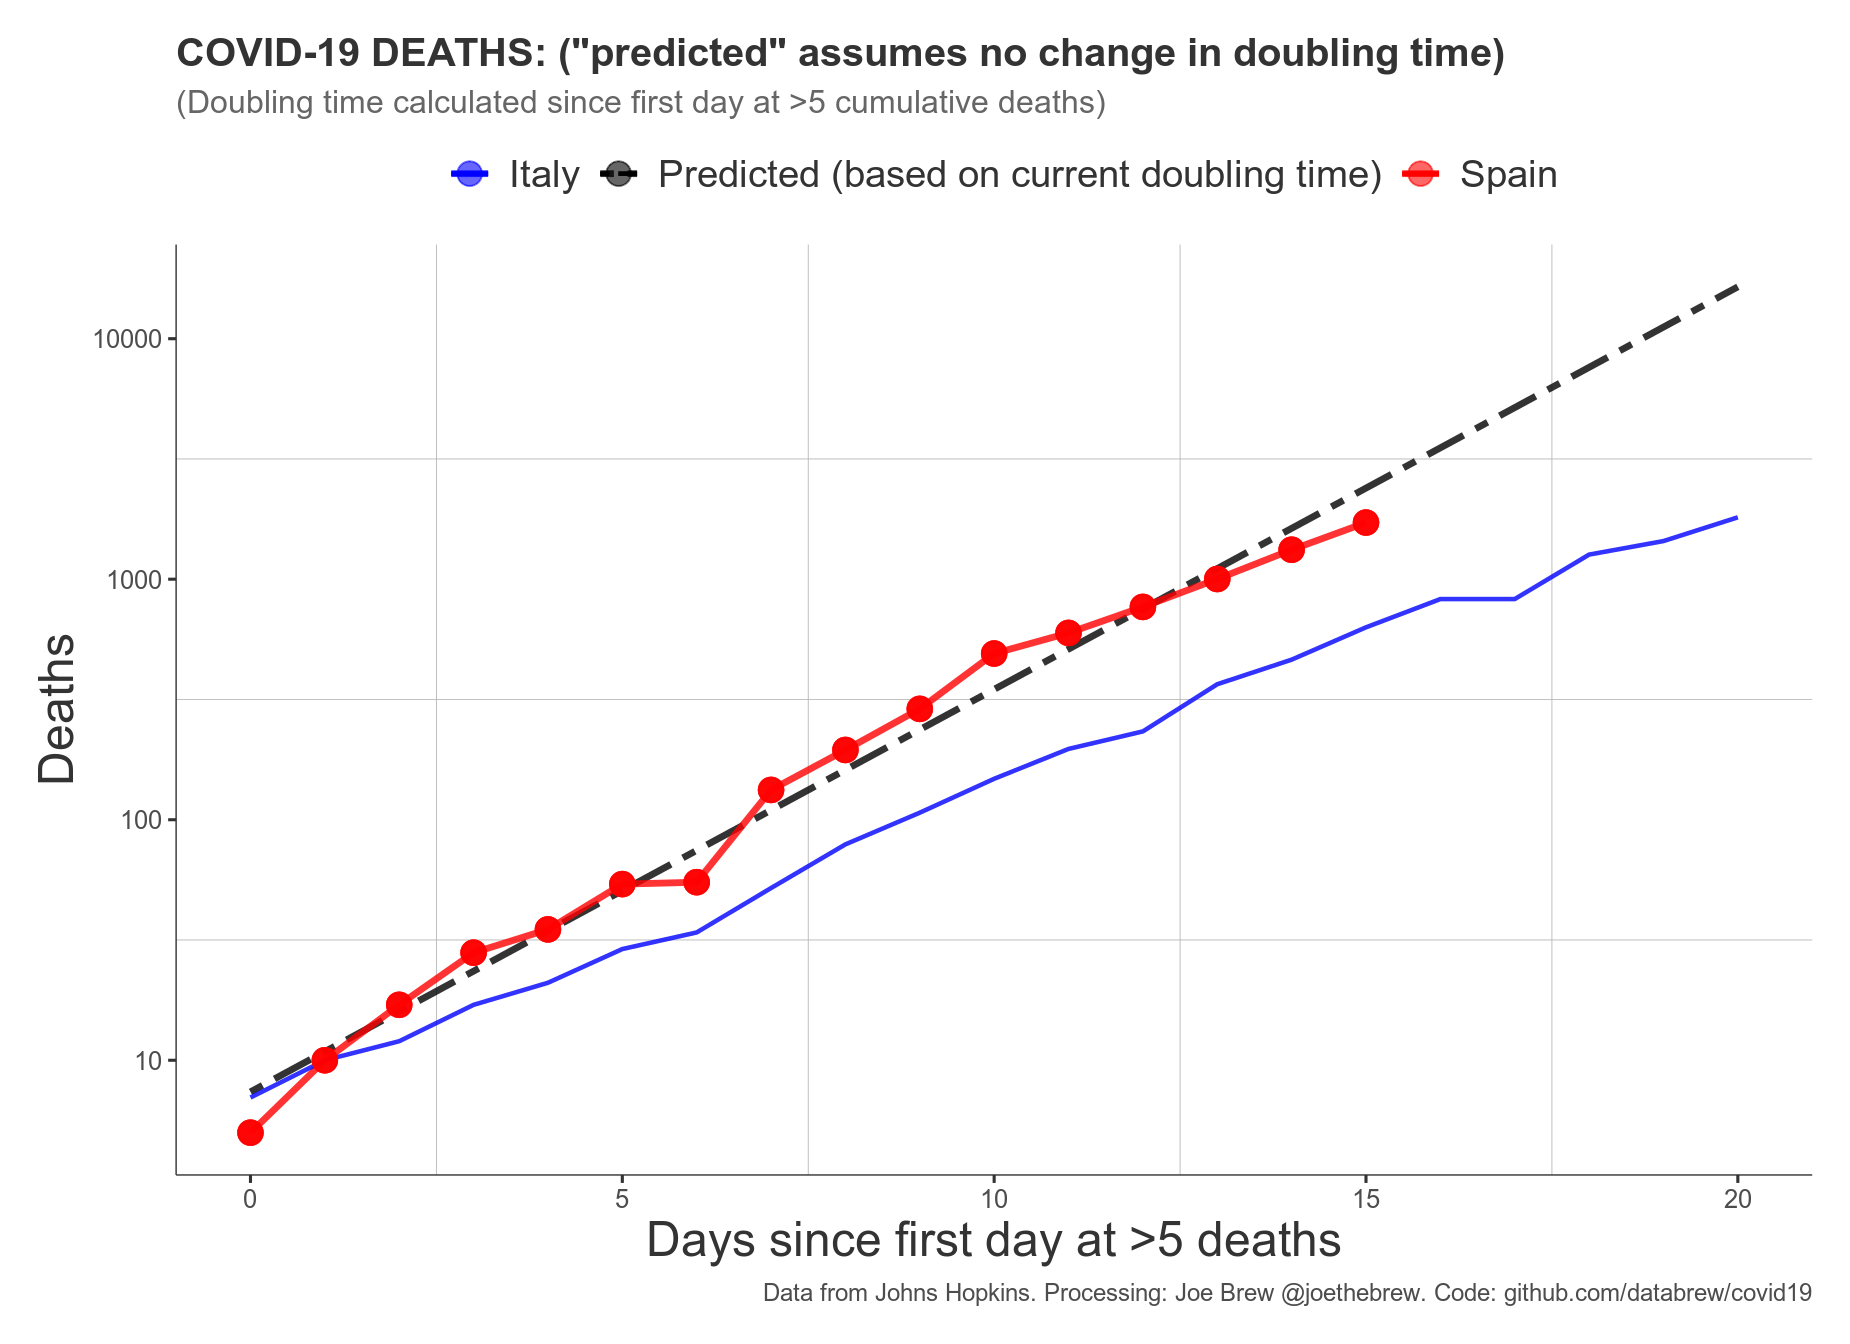 COVID-19 DEATHS: ("predicted" assumes no change in doubling time)
(Doubling time calculated since first day at >5 cumulative deaths)
Italy Predicted (based on current doubling time) Spain
Deaths
10000
1000
100
10
0 5 10 15 20
Days since first day at >5 deaths
Data from Johns Hopkins. Processing: Joe Brew @joethebrew. Code: github.com/databrew/covid19